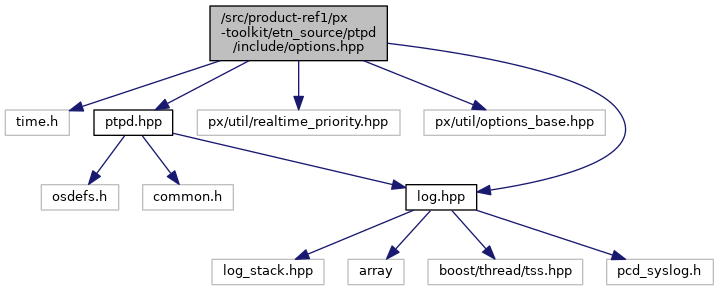 /src/product-ref1/px
-toolkit/etn_source/ptpd
/include/options.hpp
time.h
ptpd.hpp
px/util/realtime_priority.hpp
px/util/options_base.hpp
osdefs.h
common.h
log.hpp
log_stack.hpp
array
boost/thread/tss.hpp
pcd_syslog.h